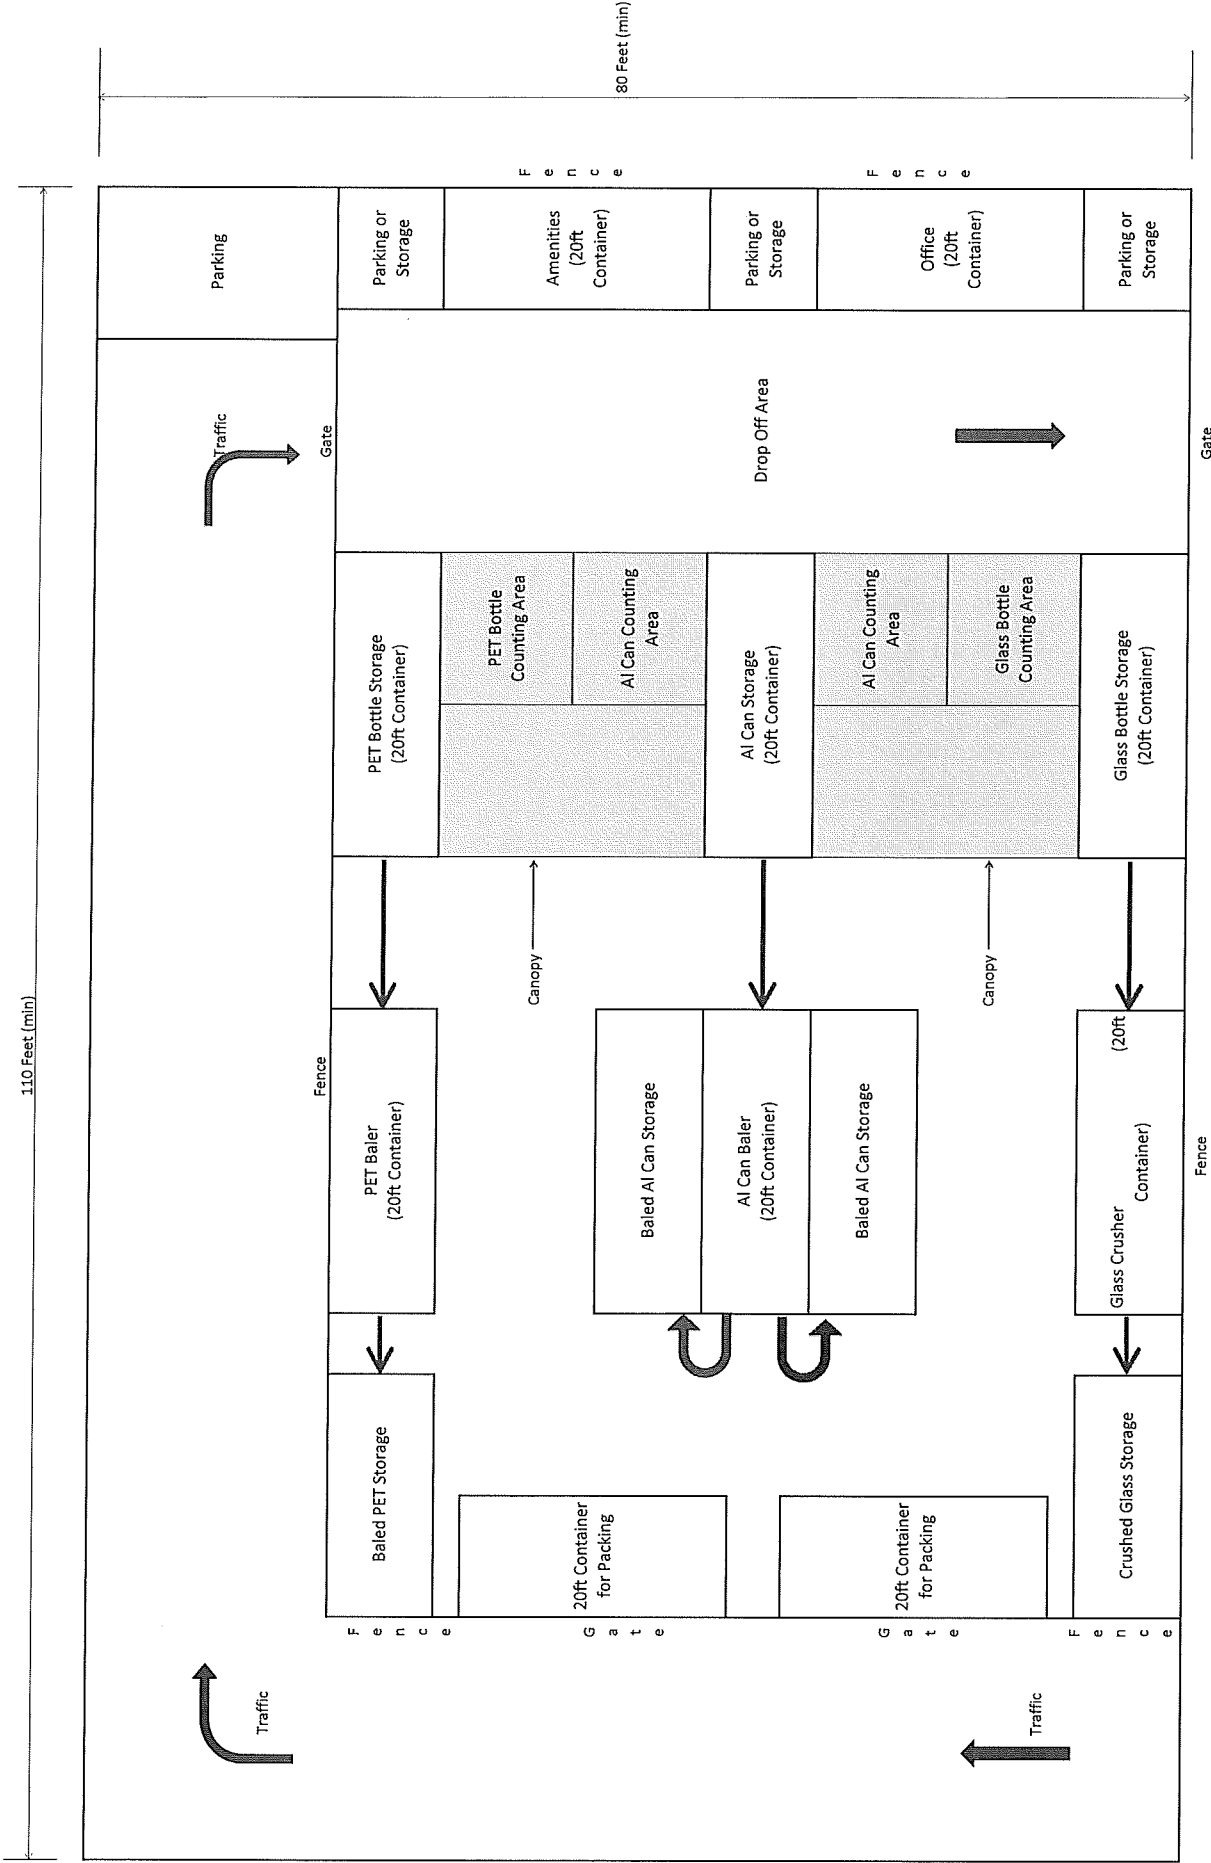 110 Feet (min)
80 Feet (min)
Parking
Traffic
Gate
Parking or
Storage
Amenities
(20ft
Container)
Parking or
Storage
Office
(20ft
Container)
Parking or
Storage
Fence
Fence
Drop Off Area
Gate
PET Bottle Storage
(20ft Container)
PET Bottle
Counting Area
Al Can Counting
Area
Al Can Storage
(20ft Container)
Al Can Counting
Area
Glass Bottle
Counting Area
Glass Bottle Storage
(20ft Container)
Canopy
Canopy
Fence
PET Baler
(20ft Container)
Baled Al Can Storage
Al Can Baler
(20ft Container)
Baled Al Can Storage
Glass Crusher (20ft
Container)
Fence
Baled PET Storage
20ft Container
for Packing
20ft Container
for Packing
Crushed Glass Storage
Fence
Gate
Gate
Fence
Traffic
Traffic